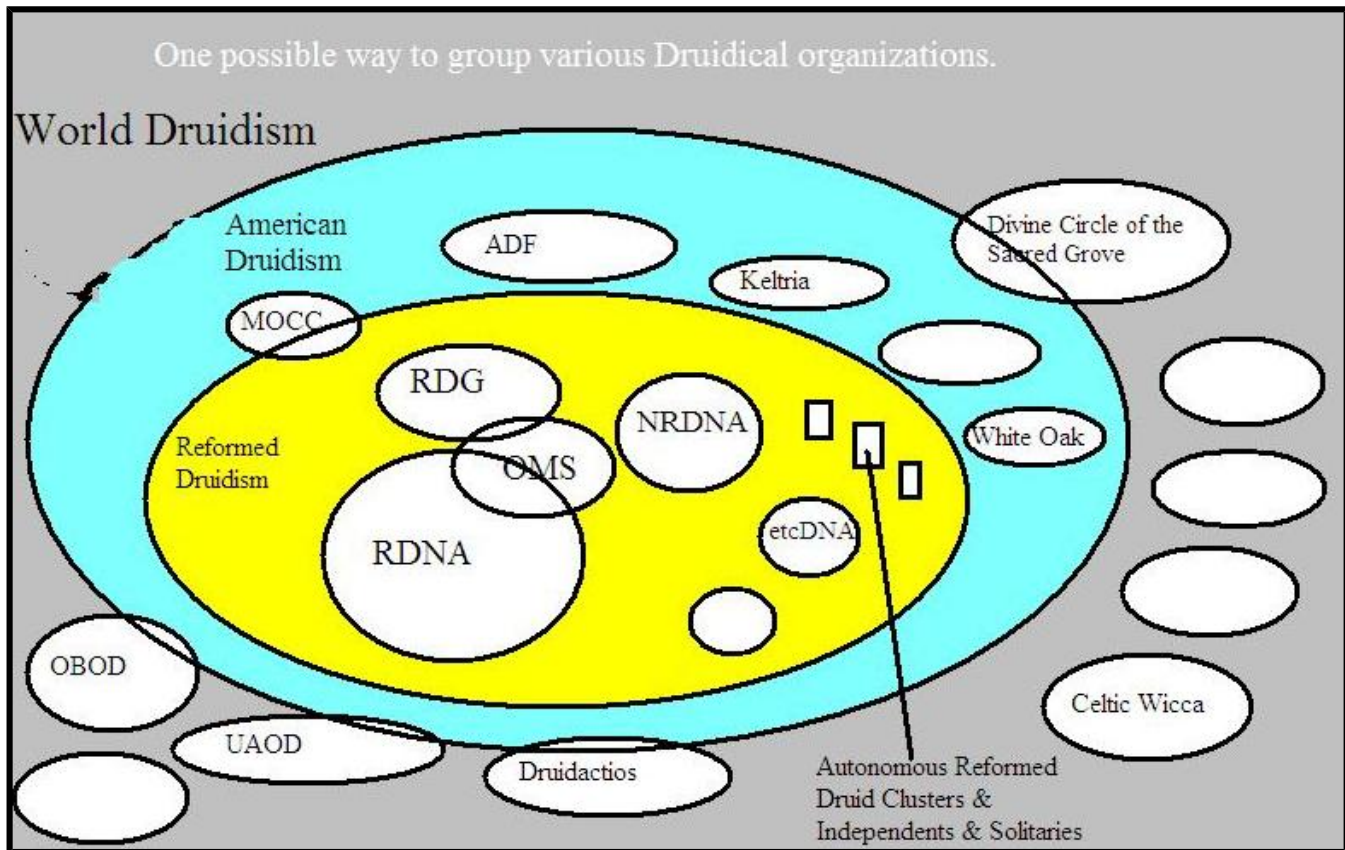 One possible way to group various Druidical organizations.
World Druidism
American
Druidism
ADF
Divine Circle of the
Sacred Grove
Keltria
MOCC
RDG
NRDNA
White Oak
Reformed
Druidism
OMS
etcDNA
RDNA
OBOD
Celtic Wicca
UAOD
Druidactios
Autonomous Reformed
Druid Clusters &
Independents & Solitaries